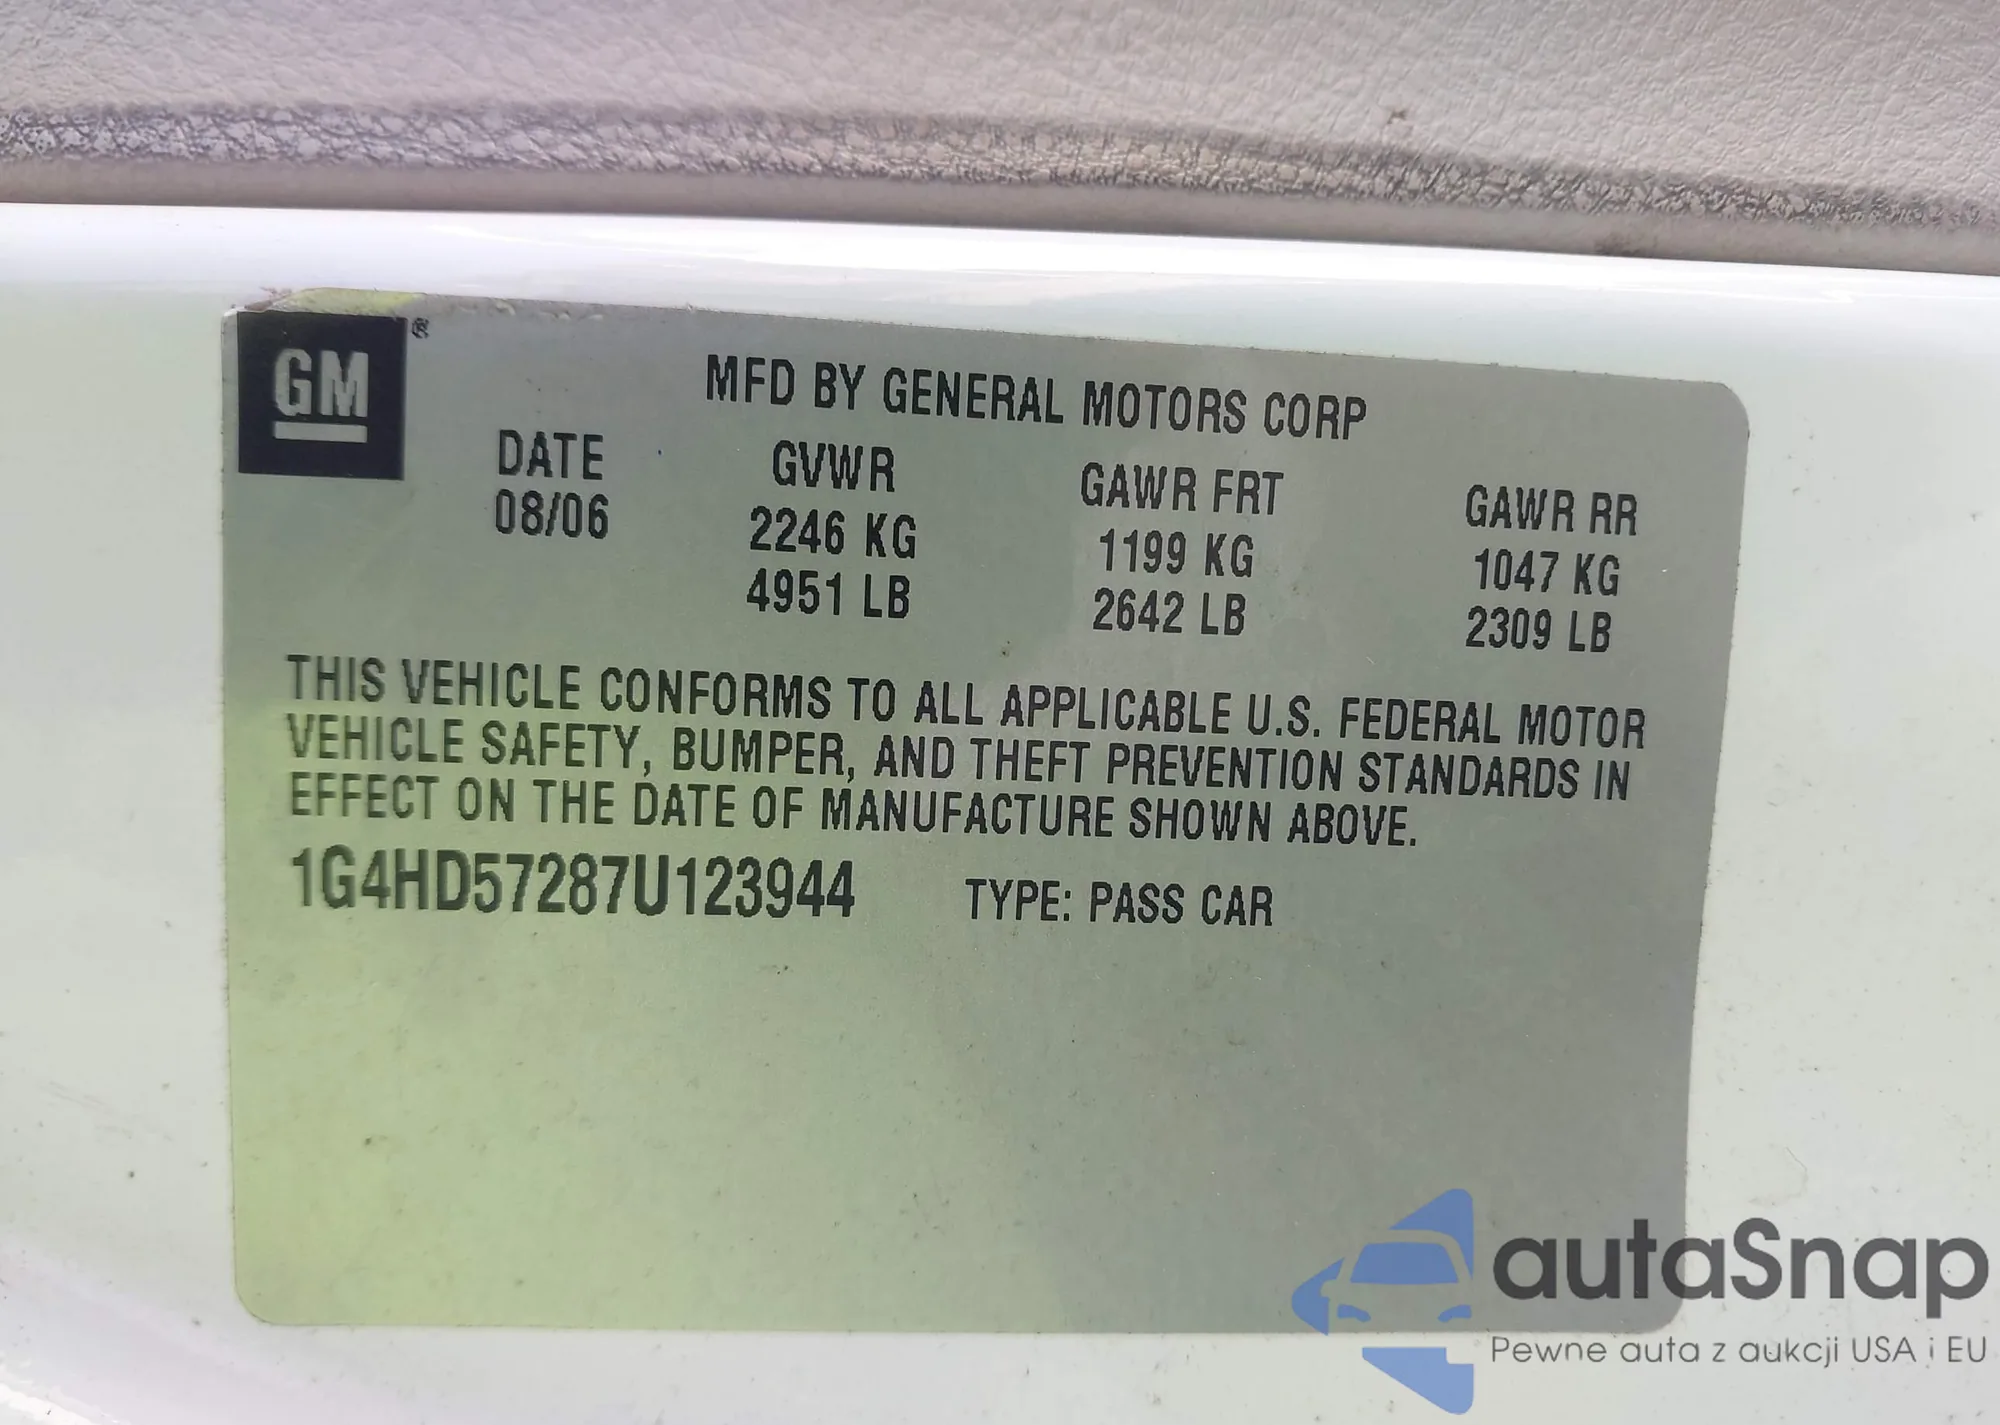 GM ®
MFD BY GENERAL MOTORS CORP
DATE GVWR GAWR FRT GAWR RR
08/06 2246 KG 1199 KG 1047 KG
4951 LB 2642 LB 2309 LB
THIS VEHICLE CONFORMS TO ALL APPLICABLE U.S. FEDERAL MOTOR
VEHICLE SAFETY, BUMPER, AND THEFT PREVENTION STANDARDS IN
EFFECT ON THE DATE OF MANUFACTURE SHOWN ABOVE.
1G4HD57287U123944 TYPE: PASS CAR
autaSnap
Pewne auta z aukcji USA i EU